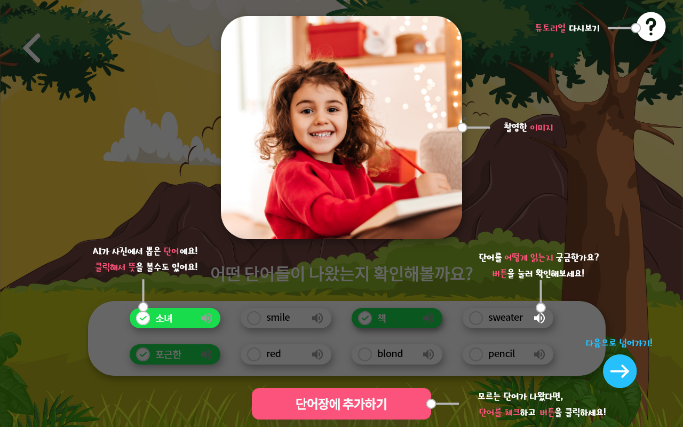 튜토리얼 다시보기
?
촬영한 이미지
AI가 사진에서 뽑은 단어예요!
클릭해서 뜻을 볼수도 있어요!
단어를 어떻게 읽는지 궁금한가요?
버튼을 눌러 확인해보세요!
어떤 단어들이 나왔는지 확인해볼까요?
소녀
smile
책
sweater
포근한
red
blond
pencil
다음으로 넘어가기!
단어장에 추가하기
모르는 단어가 나왔다면,
단어를 체크하고 버튼을 클릭하세요!